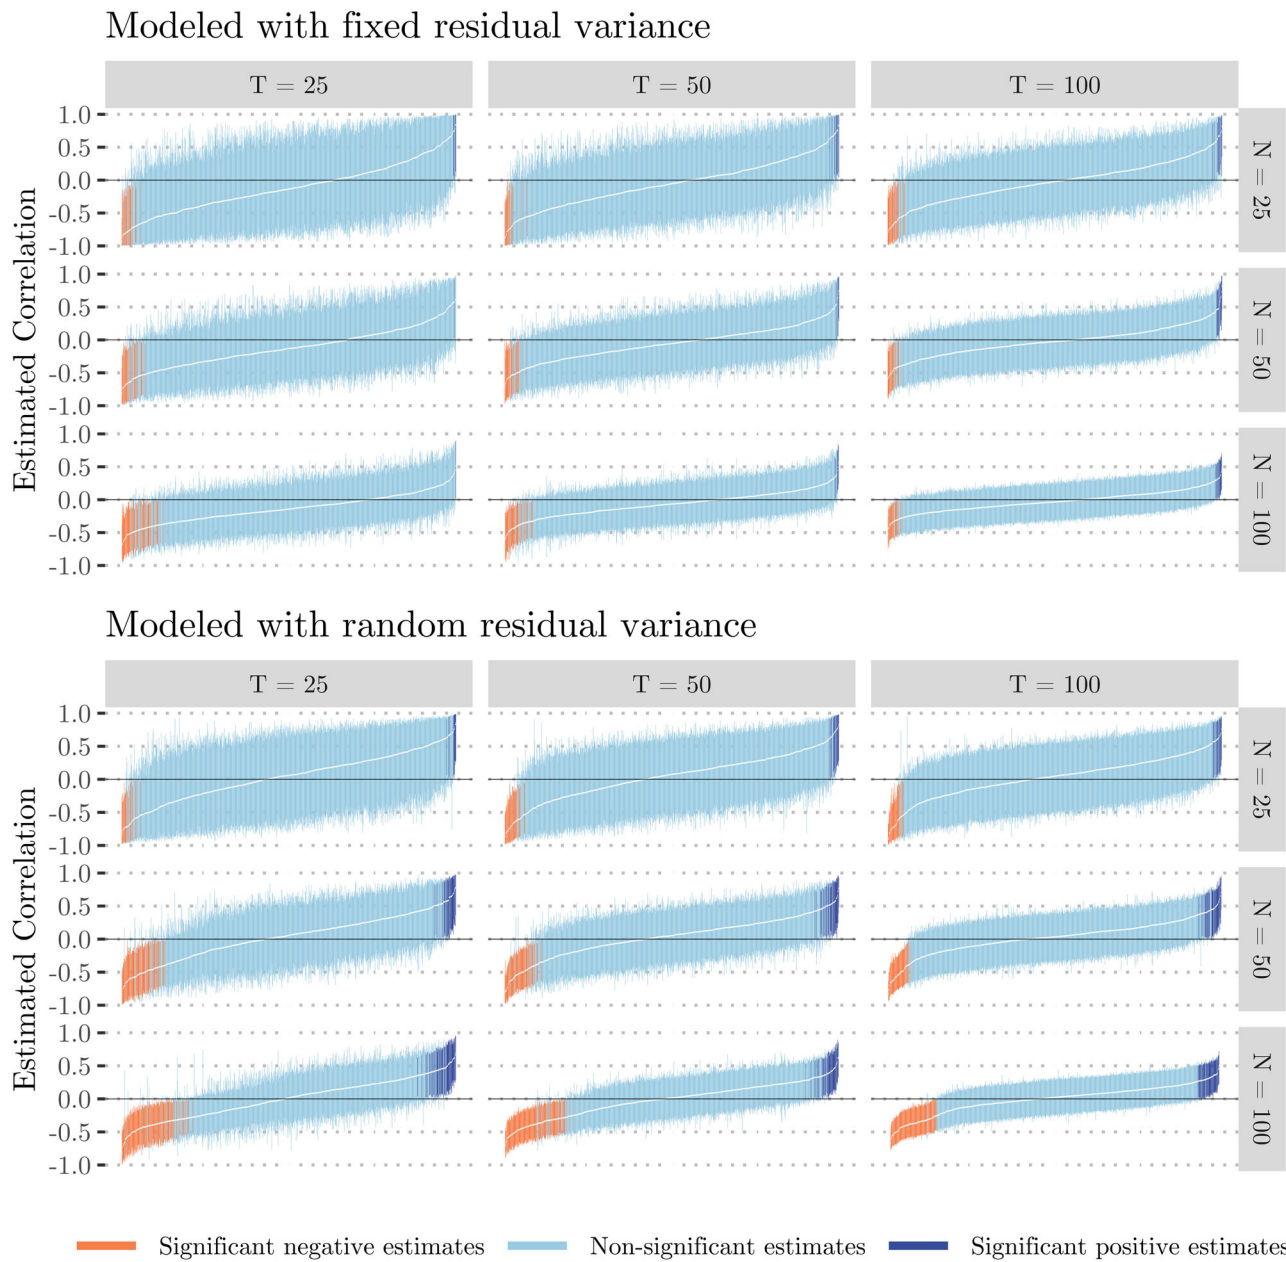 Modeled with fixed residual variance
T = 25
T = 50
T = 100
Estimated Correlation
1.0
0.5
0.0
-0.5
-1.0
N = 25
1.0
0.5
0.0
-0.5
-1.0
N = 50
1.0
0.5
0.0
-0.5
-1.0
N = 100
Modeled with random residual variance
T = 25
T = 50
T = 100
Estimated Correlation
1.0
0.5
0.0
-0.5
-1.0
N = 25
1.0
0.5
0.0
-0.5
-1.0
N = 50
1.0
0.5
0.0
-0.5
-1.0
N = 100
Significant negative estimates
Non-significant estimates
Significant positive estimates